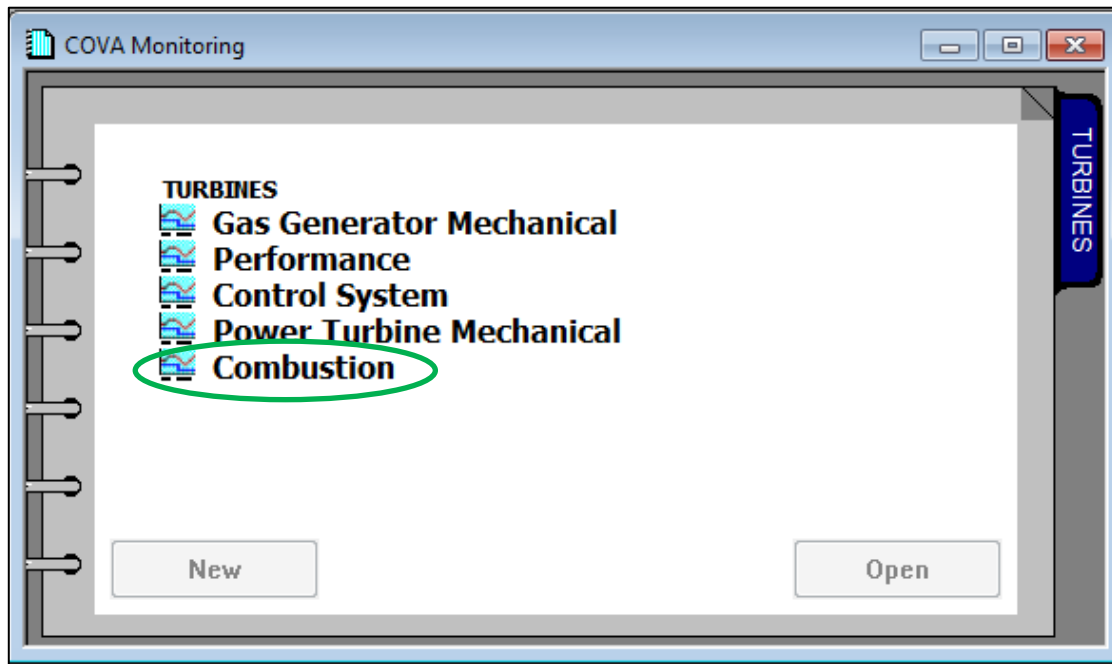 COVA Monitoring
TURBINES
Gas Generator Mechanical
Performance
Control System
Power Turbine Mechanical
Combustion
New
Open
TURBINES